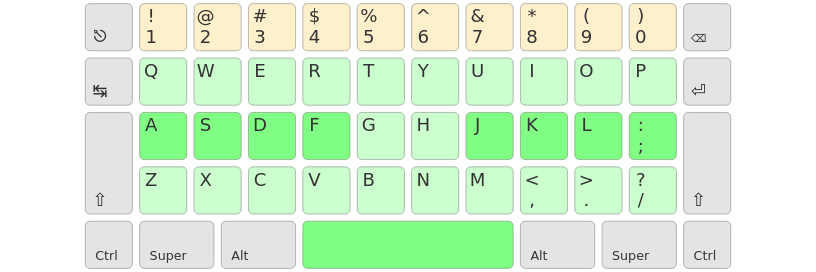 ! @ # $ % ^ & * ( )
⎋ 1 2 3 4 5 6 7 8 9 0 ⌫
Q W E R T Y U I O P
↹ ⏎
A S D F G H J K L :
;
Z X C V B N M < > ?
⇧ , . / ⇧
Ctrl Super Alt Alt Super Ctrl